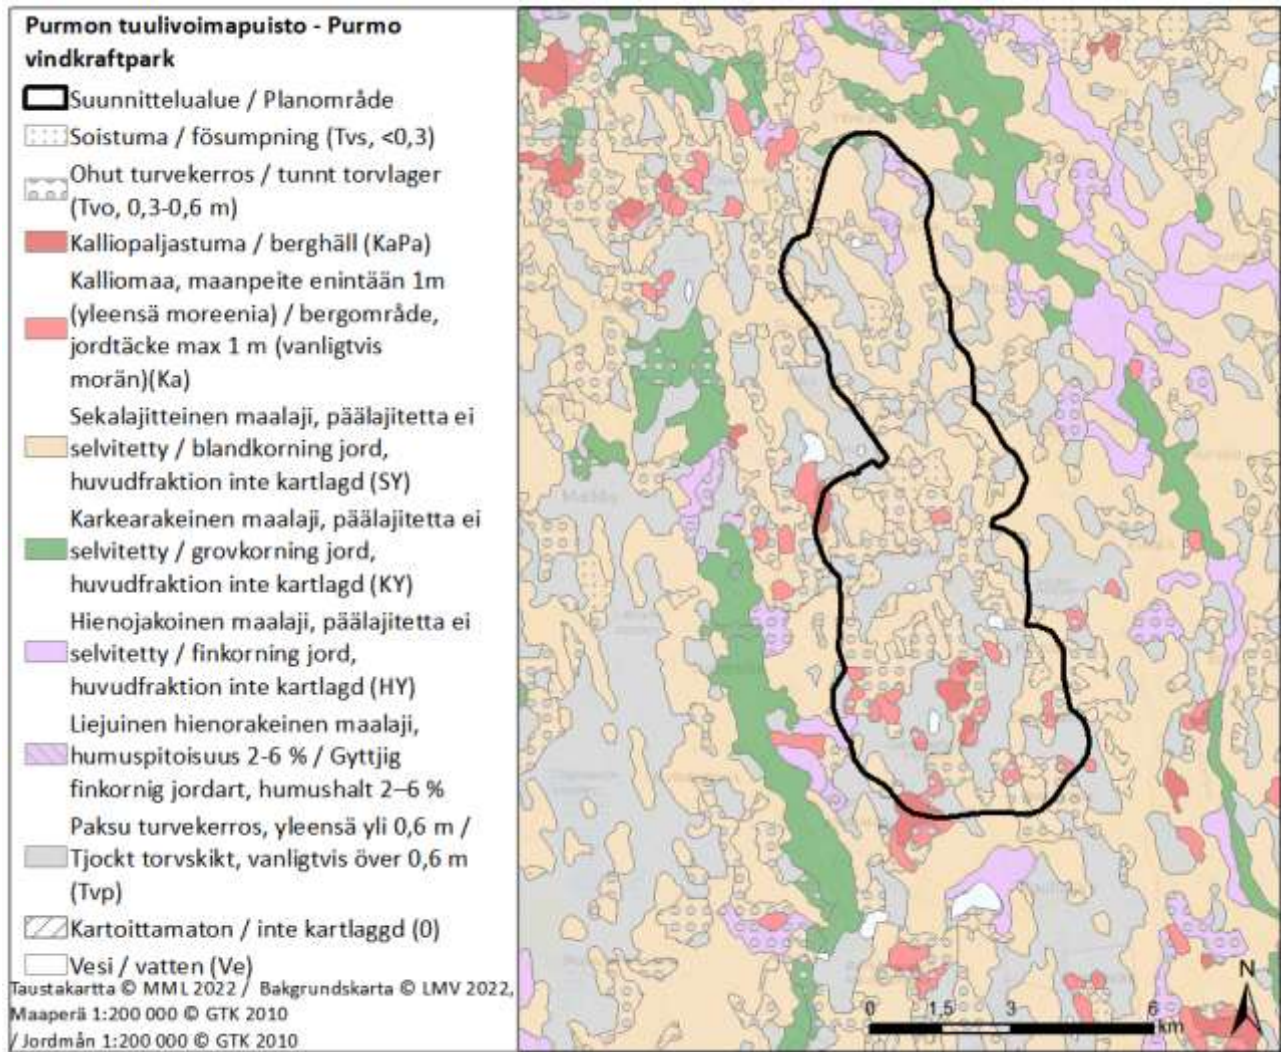 Purmon tuulivoimapuisto - Purmo
vindkraftpark
Suunnittelualue / Planområde
Soistuma / fösumpning (Tvs, <0,3)
Ohut turvekerros / tunnt torvlager
(Tvo, 0,3-0,6 m)
Kalliopaljastuma / berghäll (KaPa)
Kalliomaa, maanpeite enintään 1m
(yleensä moreenia) / bergområde,
jordtäcke max 1 m (vanligtvis
morän)(Ka)
Sekalajitteinen maalaji, päälajitetta ei
selvitetty / blandkorning jord,
huvudfraktion inte kartlagd (SY)
Karkearakeinen maalaji, päälajitetta ei
selvitetty / grovkorning jord,
huvudfraktion inte kartlagd (KY)
Hienojakoinen maalaji, päälajitetta ei
selvitetty / finkorning jord,
huvudfraktion inte kartlagd (HY)
Liejuinen hienorakeinen maalaji,
humuspitoisuus 2-6 % / Gyttjig
finkornig jordart, humushalt 2–6 %
Paksu turvekerros, yleensä yli 0,6 m /
Tjockt torvskikt, vanligtvis över 0,6 m
(Tvp)
Kartoittamaton / inte kartlaggd (0)
Vesi / vatten (Ve)
Taustakartta © MML 2022 / Bakgrundskarta © LMV 2022,
Maaperä 1:200 000 © GTK 2010
/ Jordmån 1:200 000 © GTK 2010
N
0 1,5 3 6
km